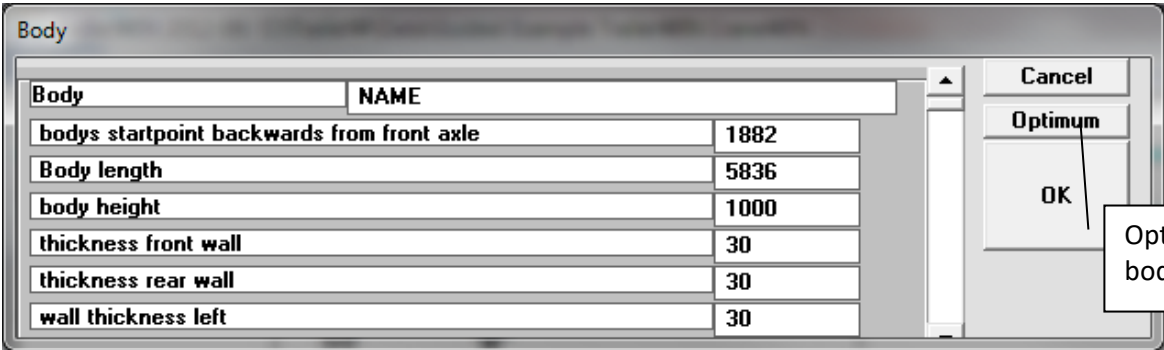 Body
Body NAME
bodys startpoint backwards from front axle 1882
Body length 5836
body height 1000
thickness front wall 30
thickness rear wall 30
wall thickness left 30
Cancel
Optimum
OK